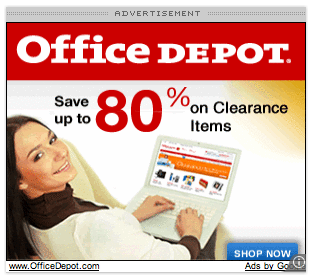 ADVERTISEMENT
Office DEPOT.
Save
up to
80%
on Clearance
Items
SHOP NOW
www.OfficeDepot.com
Ads by Go